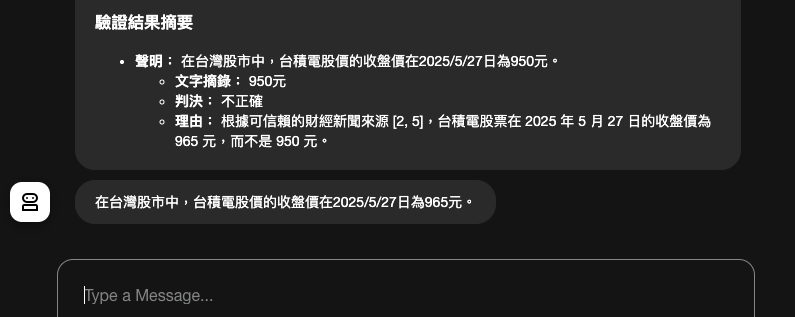 驗證結果摘要
聲明： 在台灣股市中，台積電股價的收盤價在2025/5/27日為950元。
文字摘錄： 950元
判決： 不正確
理由： 根據可信賴的財經新聞來源 [2, 5]，台積電股票在 2025 年 5 月 27 日的收盤價為
965 元，而不是 950 元。
在台灣股市中，台積電股價的收盤價在2025/5/27日為965元。
Type a Message...